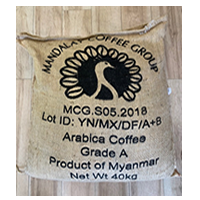 MANDALAY COFFEE GROUP
MCG.S05.2018
Lot ID: YN/MX/DF/A+B
Arabica Coffee
Grade A
Product of Myanmar
Net Wt 40kg